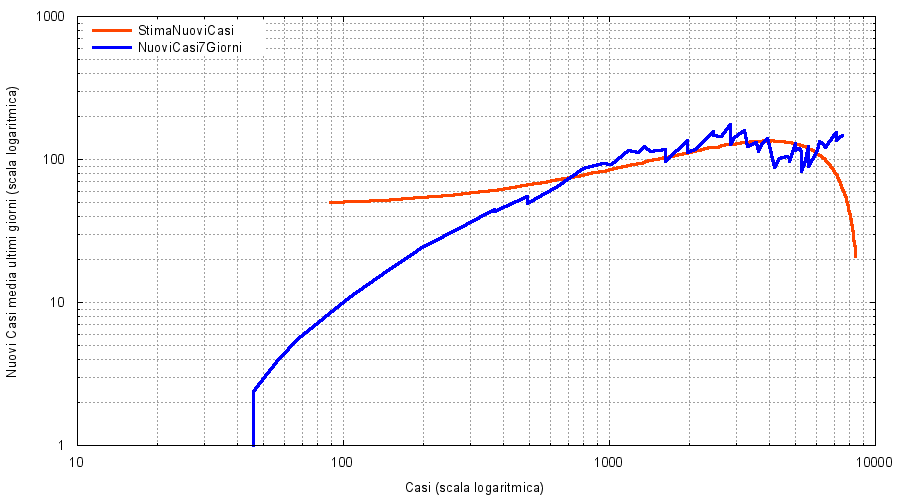 1000
StimaNuoviCasi
NuoviCasi7Giorni
100
10
1
Nuovi Casi media ultimi giorni (scala logaritmica)
10
100
1000
10000
Casi (scala logaritmica)